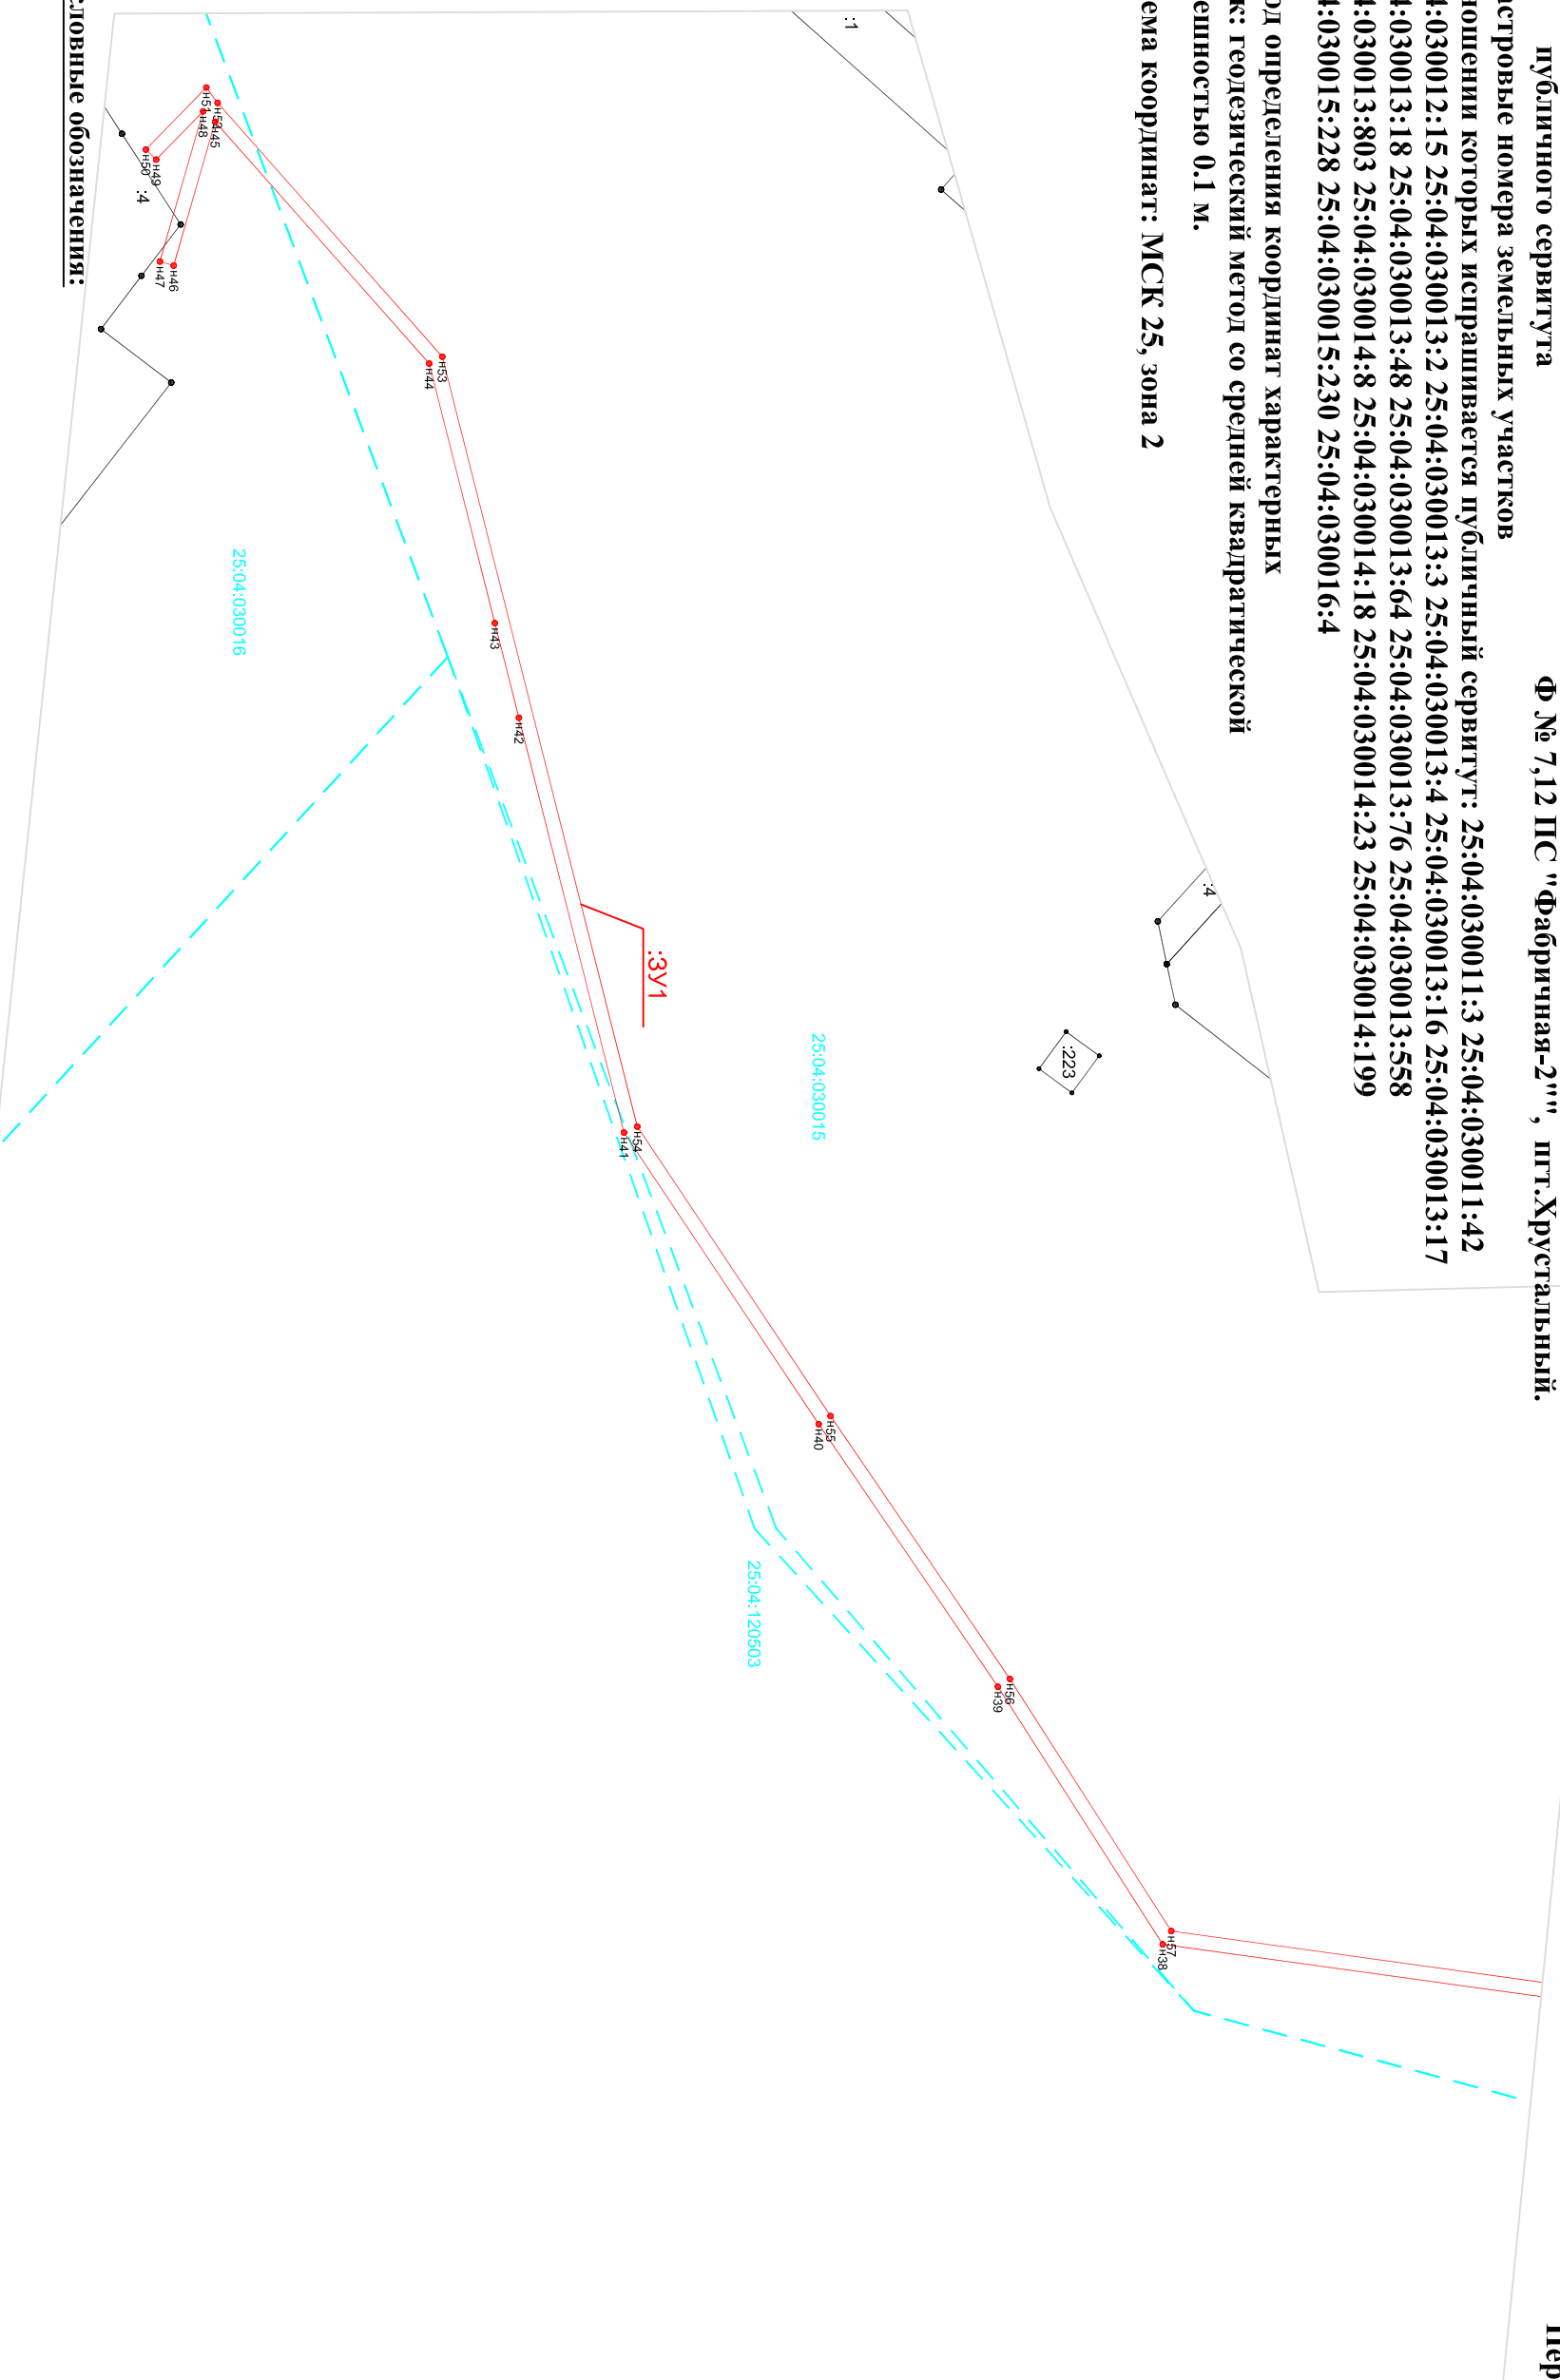 публичного сервитута
Ф № 7,12 ПС "Фабричная-2"", пгт.Хрустальный.
астровые номера земельных участков
ношении которых испрашивается публичный сервитут: 25:04:030011:3 25:04:030011:42
4:030012:15 25:04:030013:2 25:04:030013:3 25:04:030013:4 25:04:030013:16 25:04:030013:17
4:030013:18 25:04:030013:48 25:04:030013:64 25:04:030013:76 25:04:030013:558
4:030013:803 25:04:030014:8 25:04:030014:18 25:04:030014:23 25:04:030014:199
4:030015:228 25:04:030015:230 25:04:030016:4
од определения координат характерных
к: геодезический метод со средней квадратической
ешностью 0.1 м.
ема координат: МСК 25, зона 2
Пер
:1
:4
:223
25:04:030015
:ЗУ1
н57
н38
н56
н39
н55
н40
н54
н41
н42
н43
н53
н44
н45
н51
н48
н50
н49
:4
н46
н47
25:04:030016
25:04:120503
словные обозначения: